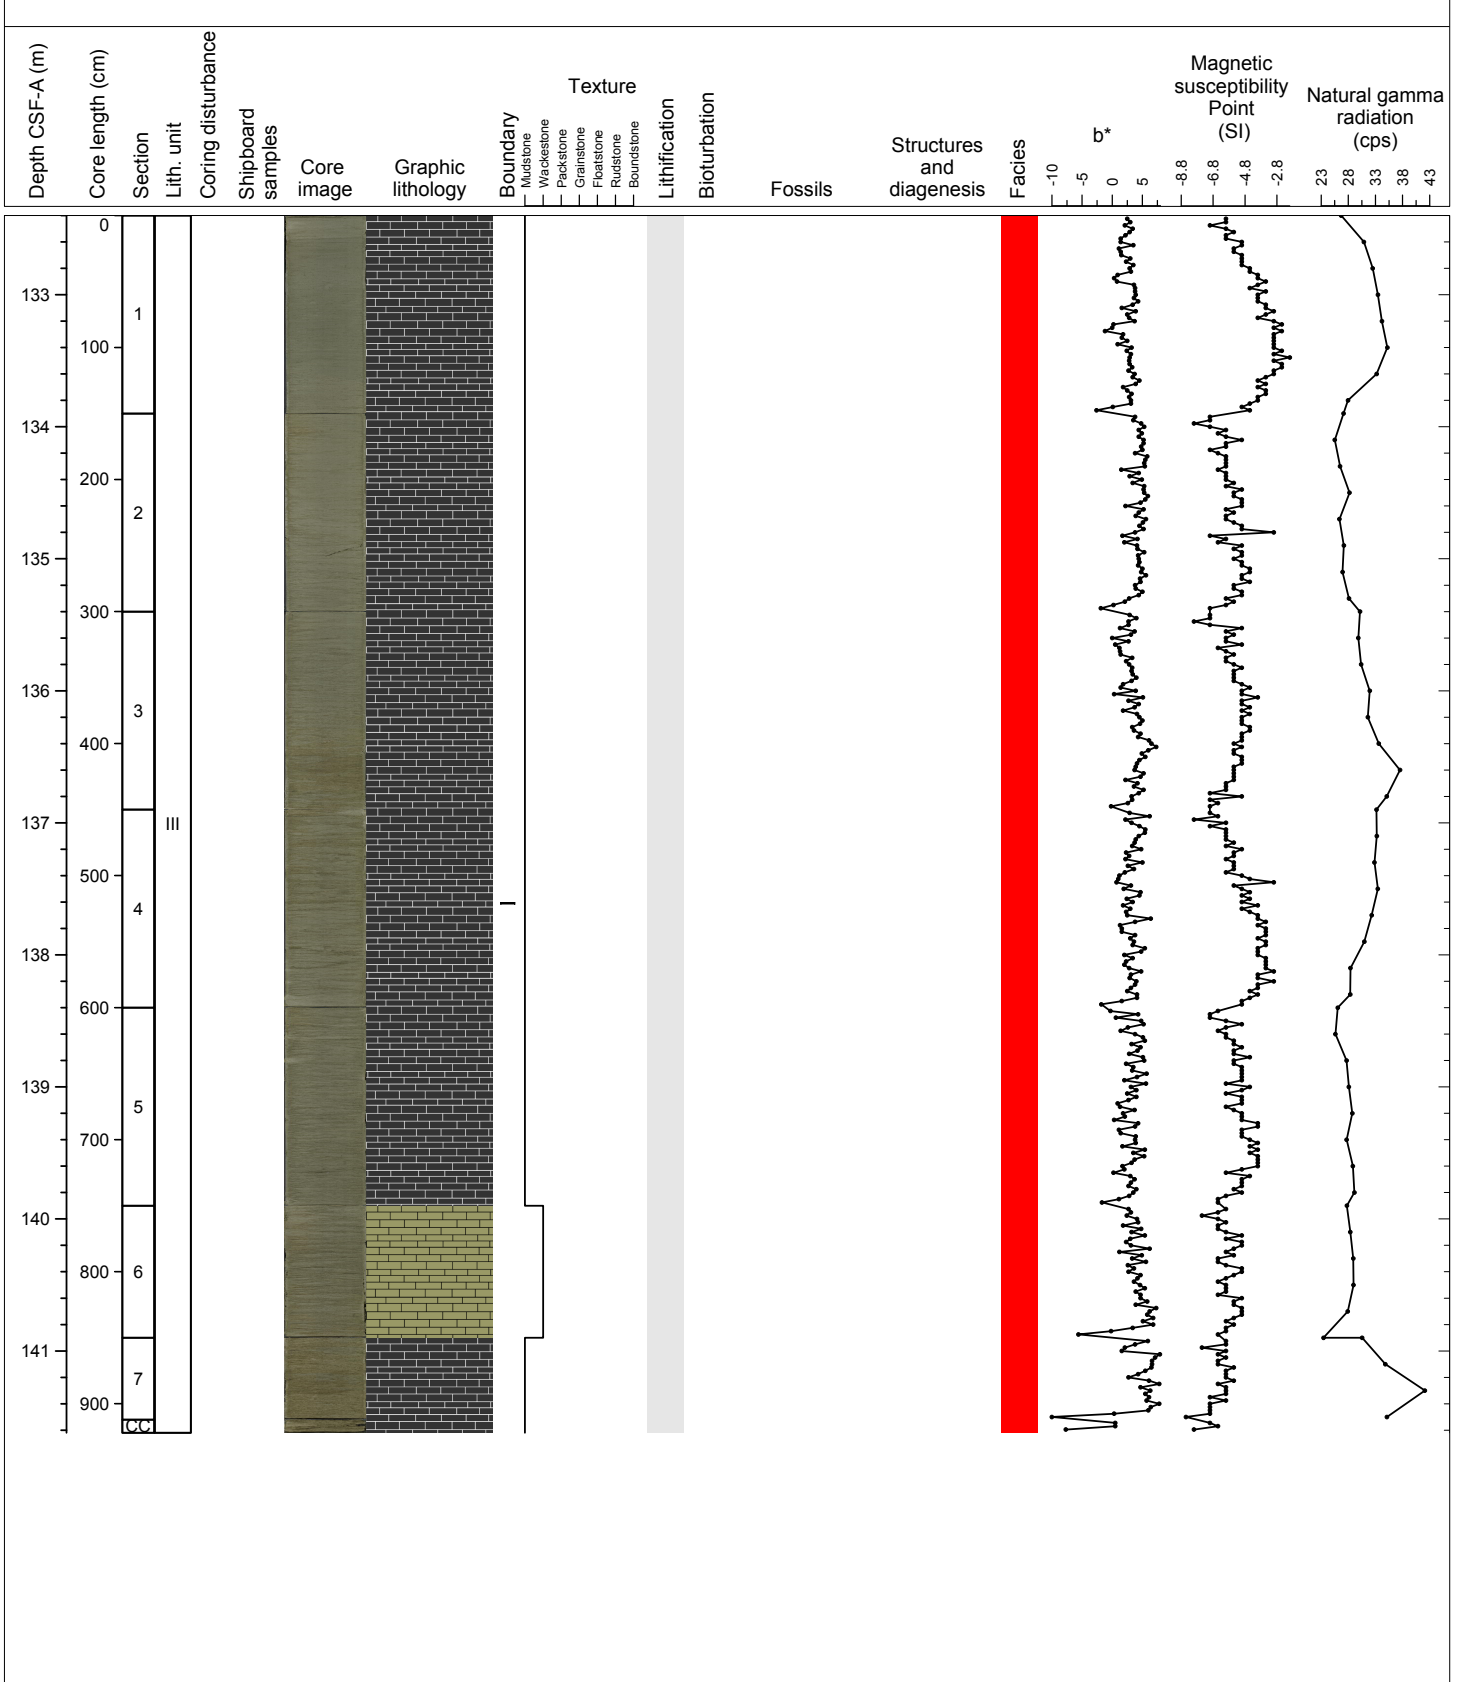 Depth CSF-A (m)
Core length (cm)
Section
Lith. unit
Coring disturbance
Shipboard
samples
Core
image
Graphic
lithology
Boundary
Texture
Mudstone
Wackestone
Packstone
Grainstone
Floatstone
Rudstone
Boundstone
Lithification
Bioturbation
Fossils
Structures
and
diagenesis
Facies
b*
-10
-5
0
5
Magnetic
susceptibility
Point
(SI)
-8.8
-6.8
-4.8
-2.8
Natural gamma
radiation
(cps)
23
28
33
38
43
133
134
135
136
137
138
139
140
141
0
100
200
300
400
500
600
700
800
900
1
2
3
4
5
6
7
CC
III